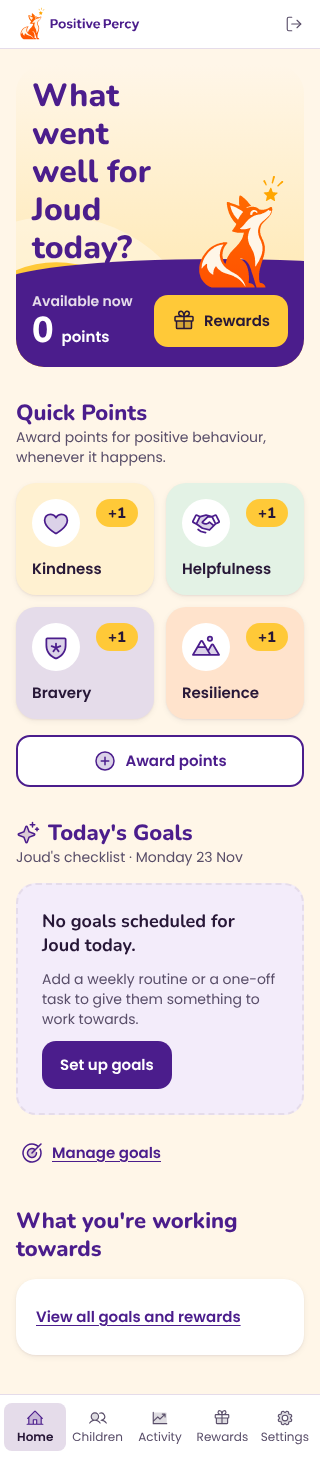 Positive Percy
What
went
well for
Joud
today?
Available now
0 points
Rewards
Quick Points
Award points for positive behaviour,
whenever it happens.
+1
Kindness
+1
Helpfulness
+1
Bravery
+1
Resilience
Award points
Today's Goals
Joud's checklist · Monday 23 Nov
No goals scheduled for
Joud today.
Add a weekly routine or a one-off
task to give them something to
work towards.
Set up goals
Manage goals
What you're working
towards
View all goals and rewards
Home
Children
Activity
Rewards
Settings